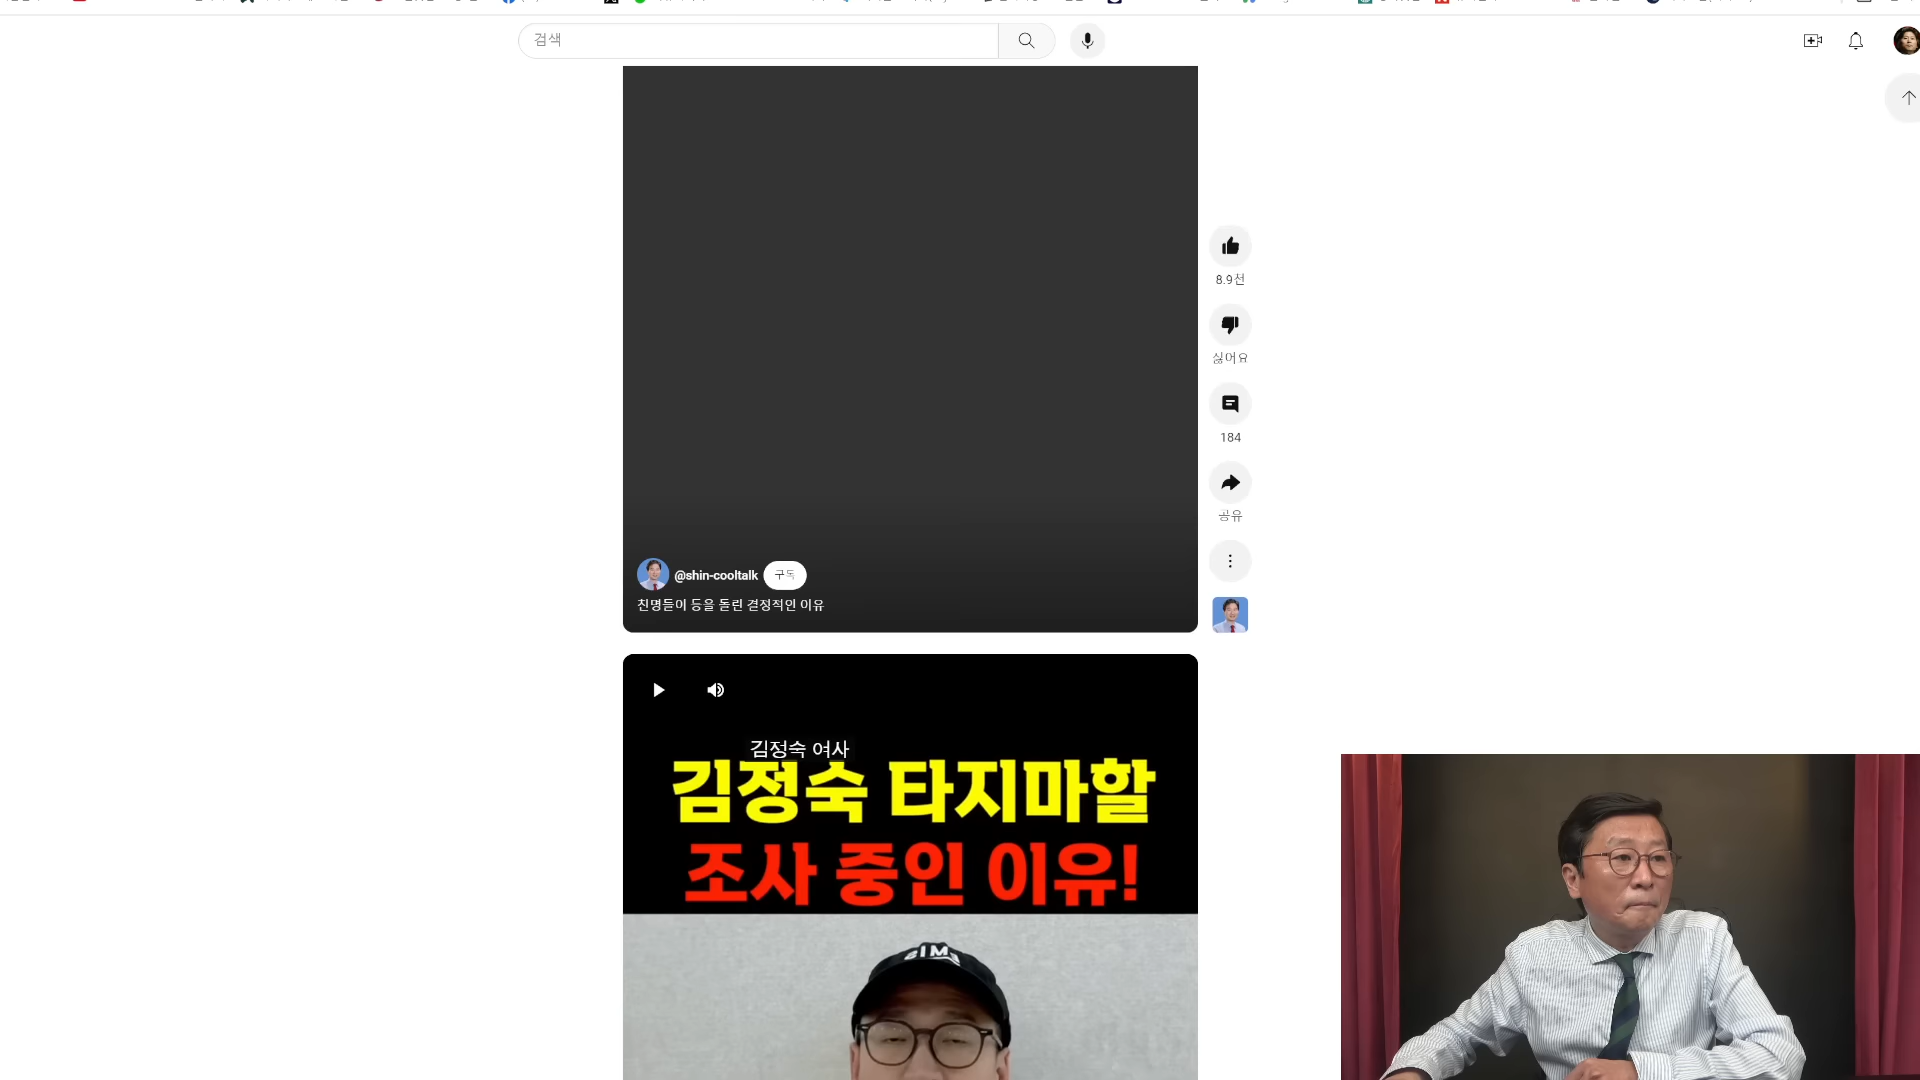 검색
8.9천
싫어요
184
공유
@shin-cooltalk 구독
친명들이 등을 돌린 결정적인 이유
김정숙 여사
김정숙 타지마할
조사 중인 이유!